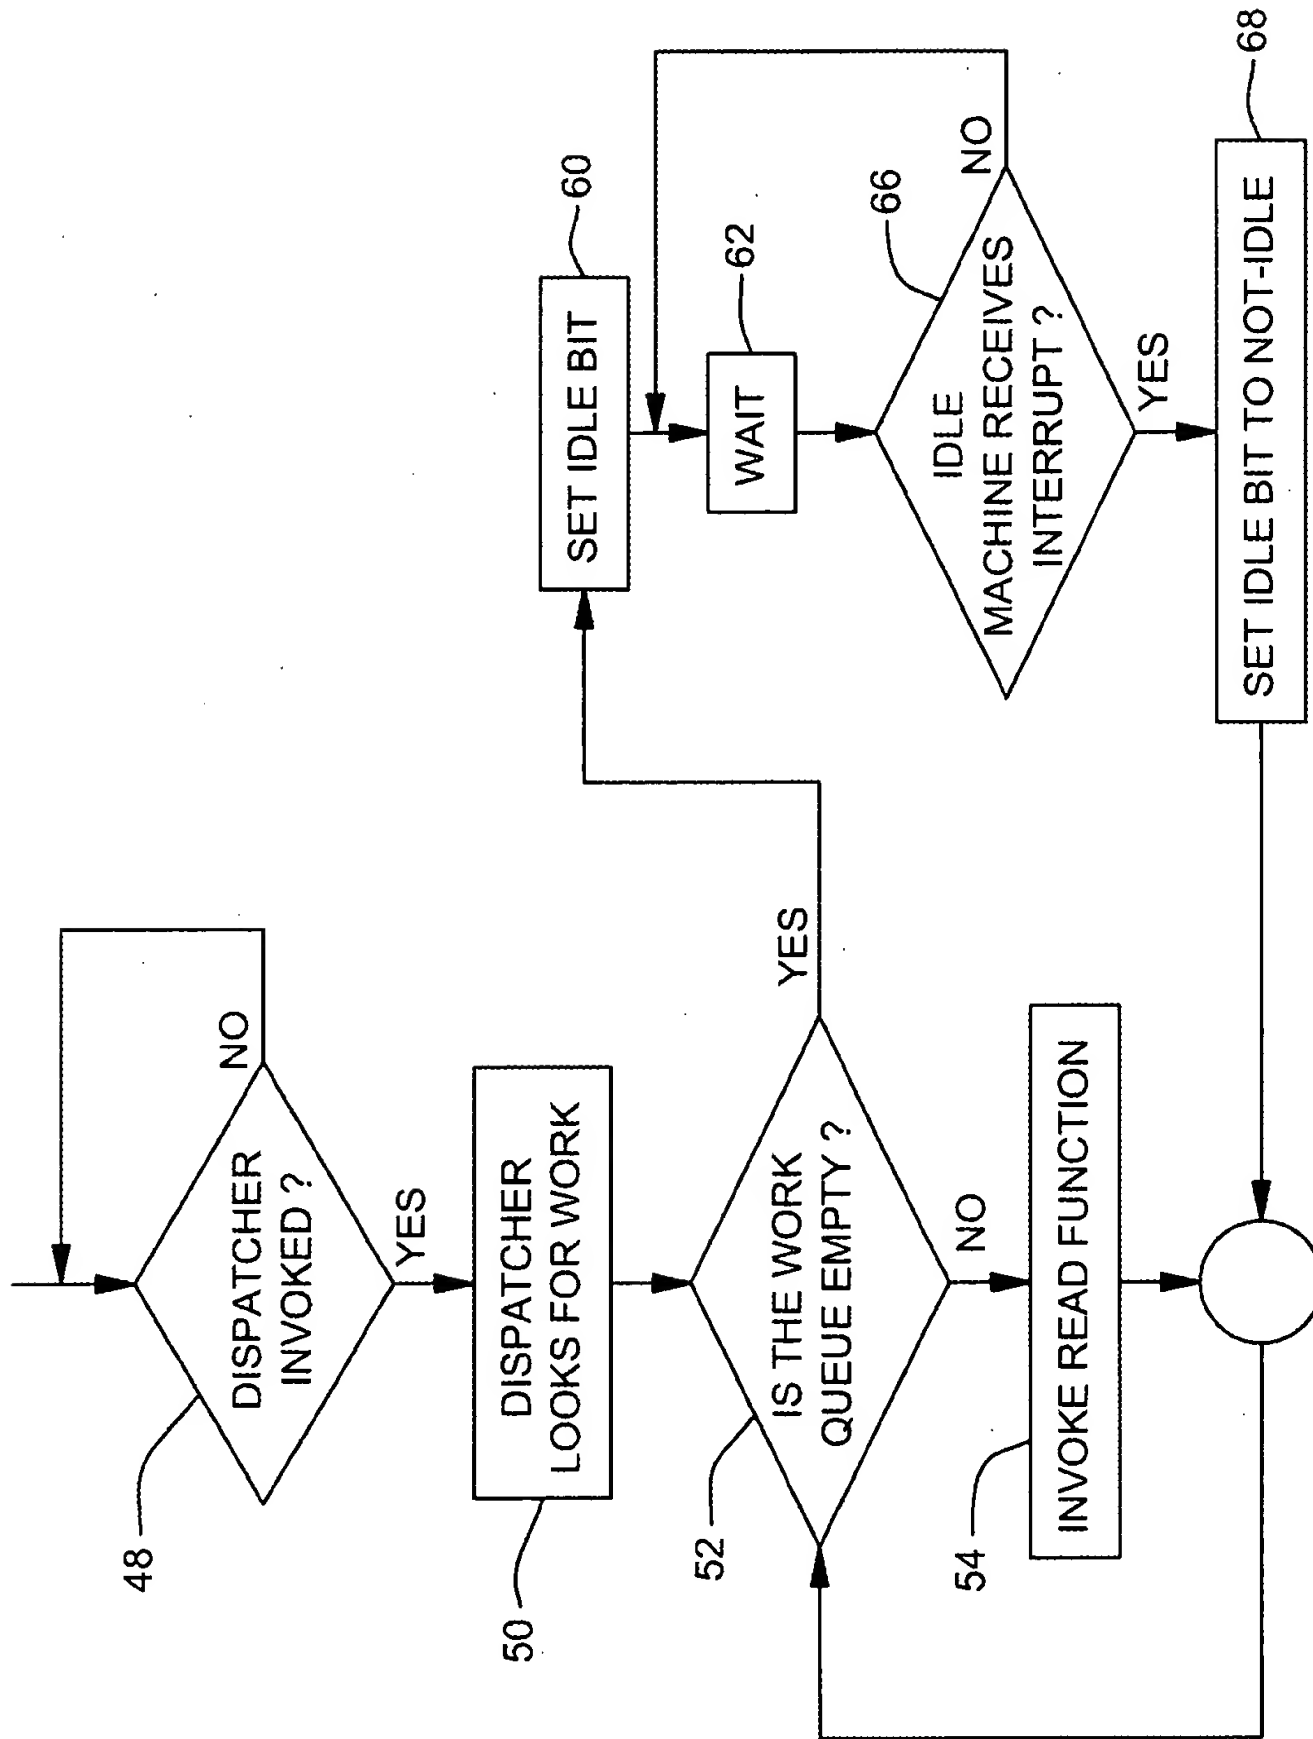 48
DISPATCHER
INVOKED ?
NO
YES
50
DISPATCHER
LOOKS FOR WORK
52
IS THE WORK
QUEUE EMPTY ?
YES
NO
54
INVOKE READ FUNCTION
SET IDLE BIT
60
WAIT
62
IDLE
MACHINE RECEIVES
INTERRUPT ?
66
NO
YES
SET IDLE BIT TO NOT-IDLE
68